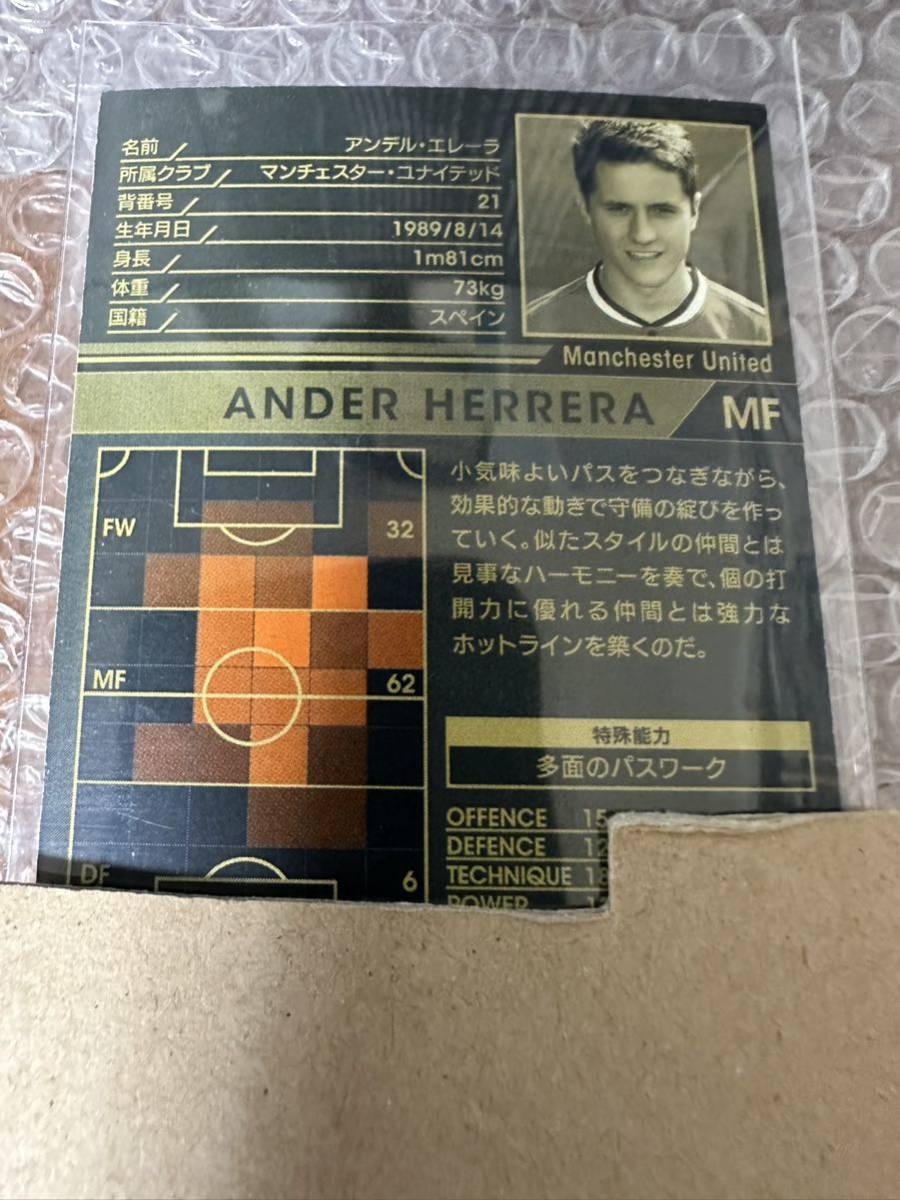 名前 アンデル・エレーラ
所属クラブ マンチェスター・ユナイテッド
背番号 21
生年月日 1989/8/14
身長 1m81cm
体重 73kg
国籍 スペイン
Manchester United
ANDER HERRERA MF
FW 32
MF 62
DF 6
小気味よいパスをつなぎながら、
効果的な動きで守備の綻びを作っ
ていく。似たスタイルの仲間とは
見事なハーモニーを奏で、個の打
開力に優れる仲間とは強力な
ホットラインを築くのだ。
特殊能力
多面のパスワーク
OFFENCE 15
DEFENCE 12
TECHNIQUE 18
POWER